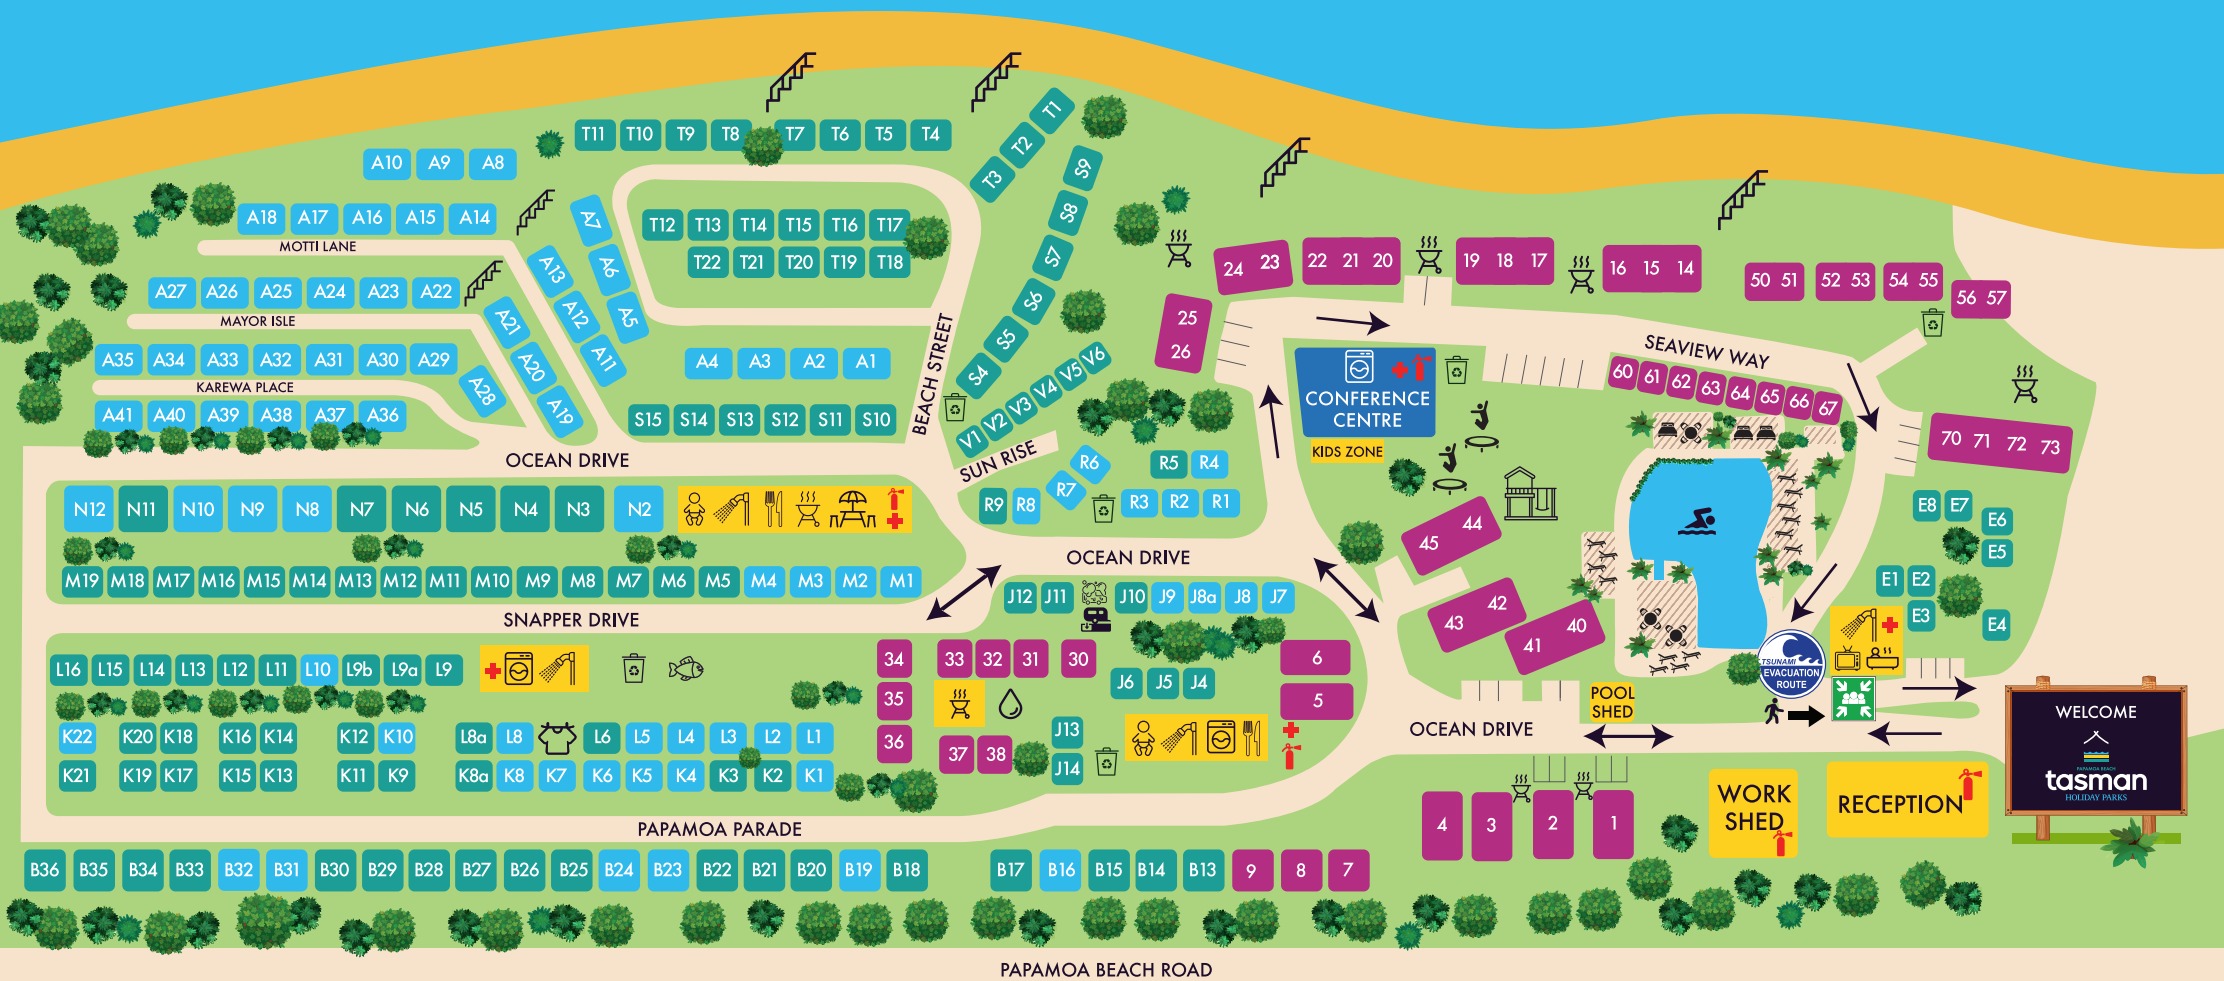 T1
T2
T3
T11 T10 T9 T8 T7 T6 T5 T4
A10 A9 A8
S9
S8
S7
S6
S5
S4
A18 A17 A16 A15 A14
MOTTI LANE
A7
A6
A5
T12 T13 T14 T15 T16 T17
T22 T21 T20 T19 T18
A13
A12
A11
A27 A26 A25 A24 A23 A22
MAYOR ISLE
A21
A20
A19
A35 A34 A33 A32 A31 A30 A29
KAREWA PLACE
A28
A41 A40 A39 A38 A37 A36
A4 A3 A2 A1
S15 S14 S13 S12 S11 S10
BEACH STREET
V1 V2 V3 V4 V5 V6
SUN RISE
24 23
22 21 20
19 18 17
16 15 14
50 51
52 53
54 55
56 57
25
26
SEAVIEW WAY
60 61 62 63 64 65 66 67
CONFERENCE
CENTRE
KIDS ZONE
70 71 72 73
OCEAN DRIVE
R6
R7
R5 R4
R9 R8
R3 R2 R1
N12 N11 N10 N9 N8 N7 N6 N5 N4 N3 N2
OCEAN DRIVE
44
45
E8 E7
E6
E5
E1 E2
E3
E4
M19 M18 M17 M16 M15 M14 M13 M12 M11 M10 M9 M8 M7 M6 M5 M4 M3 M2 M1
J12 J11 J10 J9 J8a J8 J7
42
43
40
41
SNAPPER DRIVE
L16 L15 L14 L13 L12 L11 L10 L9b L9a L9
34
35
36
33 32 31 30
37 38
J6 J5 J4
6
5
J13
J14
TSUNAMI
EVACUATION
ROUTE
POOL
SHED
OCEAN DRIVE
K22 K20 K18 K16 K14 K12 K10 L8a L8 L6 L5 L4 L3 L2 L1
K21 K19 K17 K15 K13 K11 K9 K8a K8 K7 K6 K5 K4 K3 K2 K1
PAPAMOA PARADE
4 3 2 1
WORK
SHED
RECEPTION
WELCOME
PAPAMOA BEACH
tasman
HOLIDAY PARKS
B36 B35 B34 B33 B32 B31 B30 B29 B28 B27 B26 B25 B24 B23 B22 B21 B20 B19 B18 B17 B16 B15 B14 B13 9 8 7
PAPAMOA BEACH ROAD